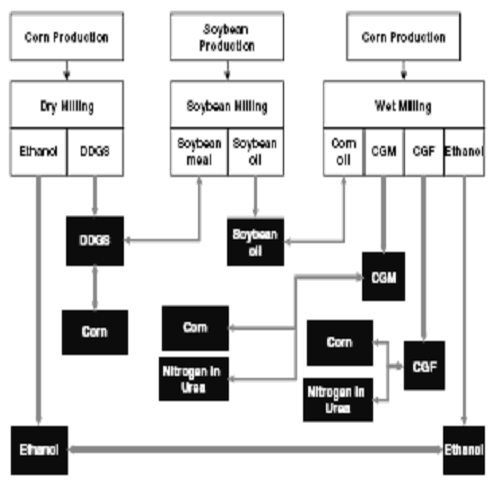 Corn Production
Soybean
Production
Corn Production
Dry Milling
Soybean Milling
Wet Milling
Ethanol
DDGS
Soybean
meal
Soybean
oil
Corn
oil
CGM
CGF
Ethanol
DDGS
Soybean
oil
CGM
Corn
Corn
Corn
Nitrogen in
Urea
CGF
Nitrogen in
Urea
Ethanol
Ethanol